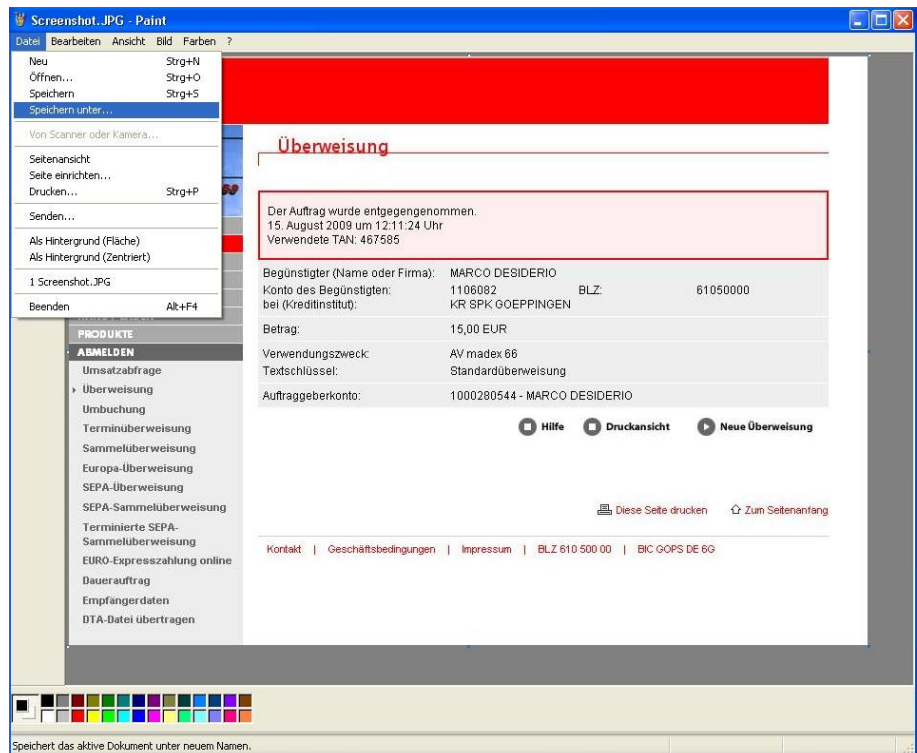 Screenshot.JPG - Paint
Datei Bearbeiten Ansicht Bild Farben ?
Neu Strg+N
Öffnen... Strg+O
Speichern Strg+S
Speichern unter...
Von Scanner oder Kamera...
Seitenansicht
Seite einrichten...
Drucken... Strg+P
Senden...
Als Hintergrund (Fläche)
Als Hintergrund (Zentriert)
1 Screenshot.JPG
Beenden Alt+F4
PRODUKTE
ABMELDEN
Umsatzabfrage
Überweisung
Umbuchung
Terminüberweisung
Sammelüberweisung
Europa-Überweisung
SEPA-Überweisung
SEPA-Sammelüberweisung
Terminierte SEPA-
Sammelüberweisung
EURO-Expresszahlung online
Dauerauftrag
Empfängerdaten
DTA-Datei übertragen
Überweisung
Der Auftrag wurde entgegengenommen.
15. August 2009 um 12:11:24 Uhr
Verwendete TAN: 467585
Begünstigter (Name oder Firma): MARCO DESIDERIO
Konto des Begünstigten: 1106082 BLZ: 61050000
bei (Kreditinstitut): KR SPK GOEPPINGEN
Betrag: 15,00 EUR
Verwendungszweck: AV madex 66
Textschlüssel: Standardüberweisung
Auftraggeberkonto: 1000280544 - MARCO DESIDERIO
Hilfe Druckansicht Neue Überweisung
Diese Seite drucken Zum Seitenanfang
Kontakt | Geschäftsbedingungen | Impressum | BLZ 610 500 00 | BIC GOPS DE 6G
Speichert das aktive Dokument unter neuem Namen.